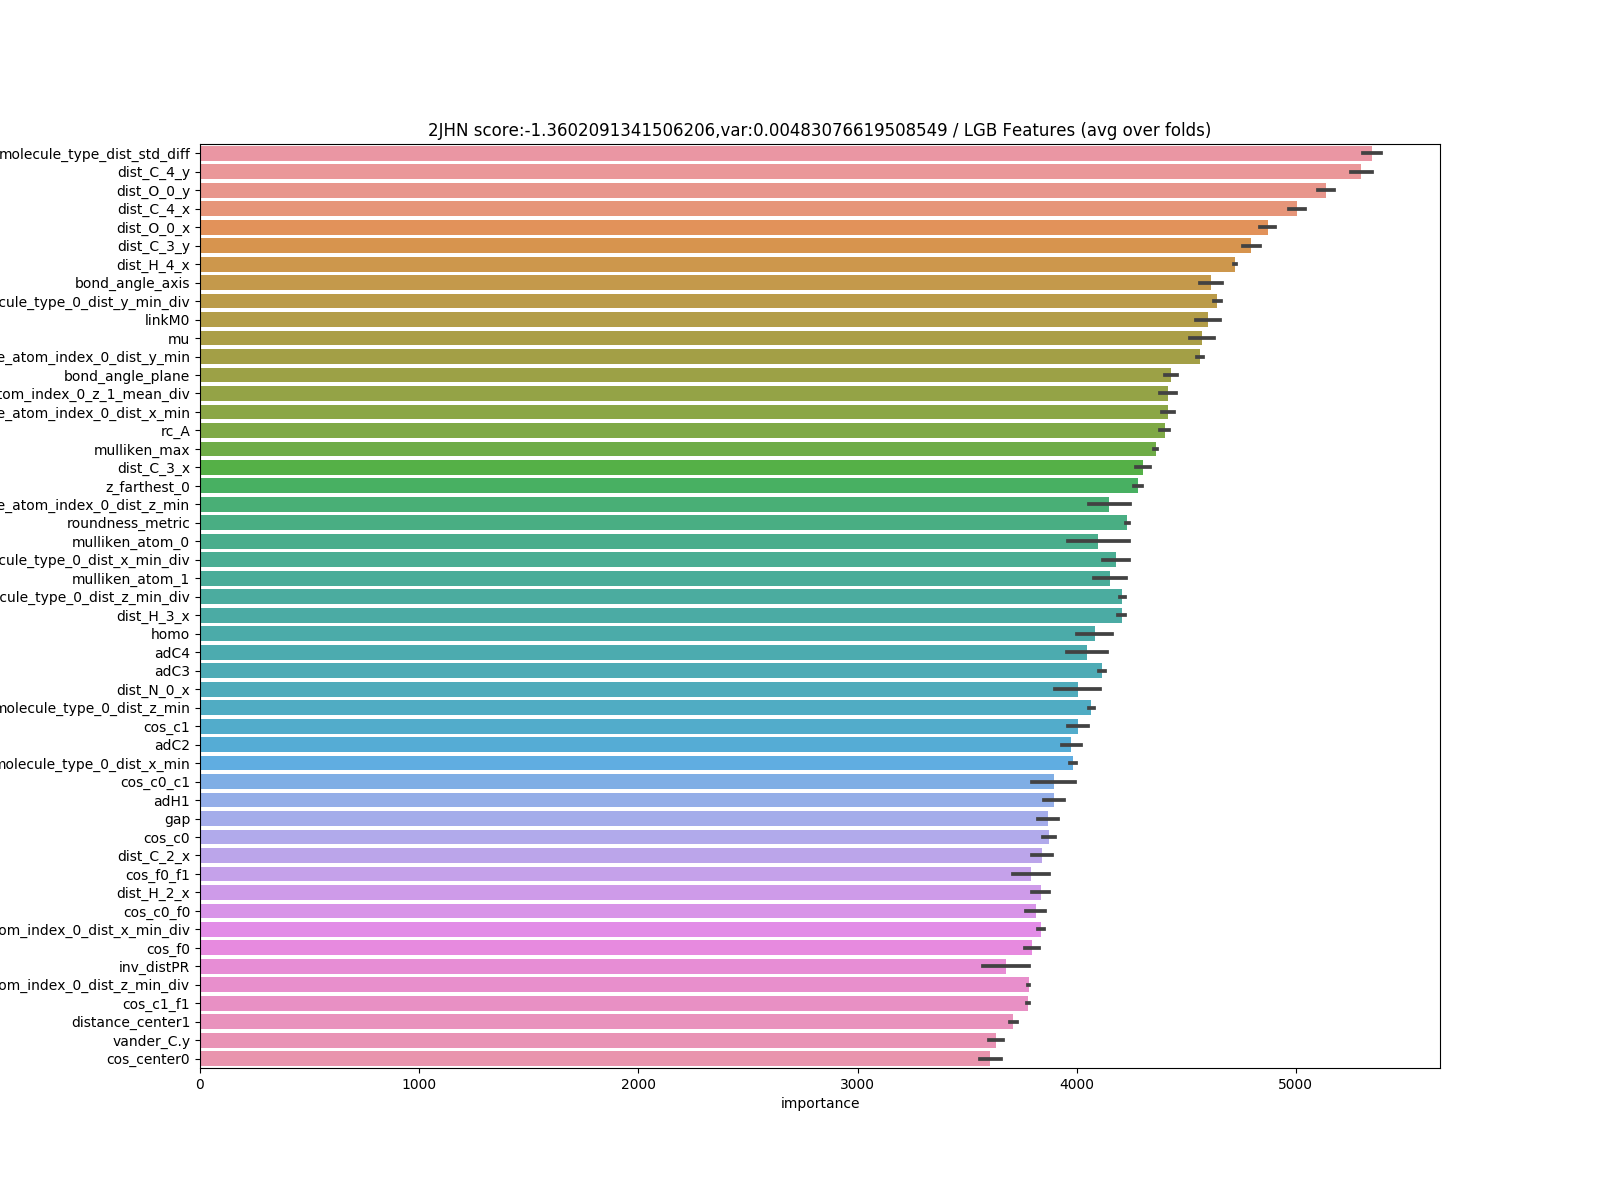 2JHN score:-1.3602091341506206,var:0.00483076619508549 / LGB Features (avg over folds)
molecule_type_dist_std_diff
dist_C_4_y
dist_O_0_y
dist_C_4_x
dist_O_0_x
dist_C_3_y
dist_H_4_x
bond_angle_axis
cule_type_0_dist_y_min_div
linkM0
mu
e_atom_index_0_dist_y_min
bond_angle_plane
tom_index_0_z_1_mean_div
e_atom_index_0_dist_x_min
rc_A
mulliken_max
dist_C_3_x
z_farthest_0
e_atom_index_0_dist_z_min
roundness_metric
mulliken_atom_0
cule_type_0_dist_x_min_div
mulliken_atom_1
cule_type_0_dist_z_min_div
dist_H_3_x
homo
adC4
adC3
dist_N_0_x
molecule_type_0_dist_z_min
cos_c1
adC2
molecule_type_0_dist_x_min
cos_c0_c1
adH1
gap
cos_c0
dist_C_2_x
cos_f0_f1
dist_H_2_x
cos_c0_f0
om_index_0_dist_x_min_div
cos_f0
inv_distPR
om_index_0_dist_z_min_div
cos_c1_f1
distance_center1
vander_C.y
cos_center0
0 1000 2000 3000 4000 5000
importance